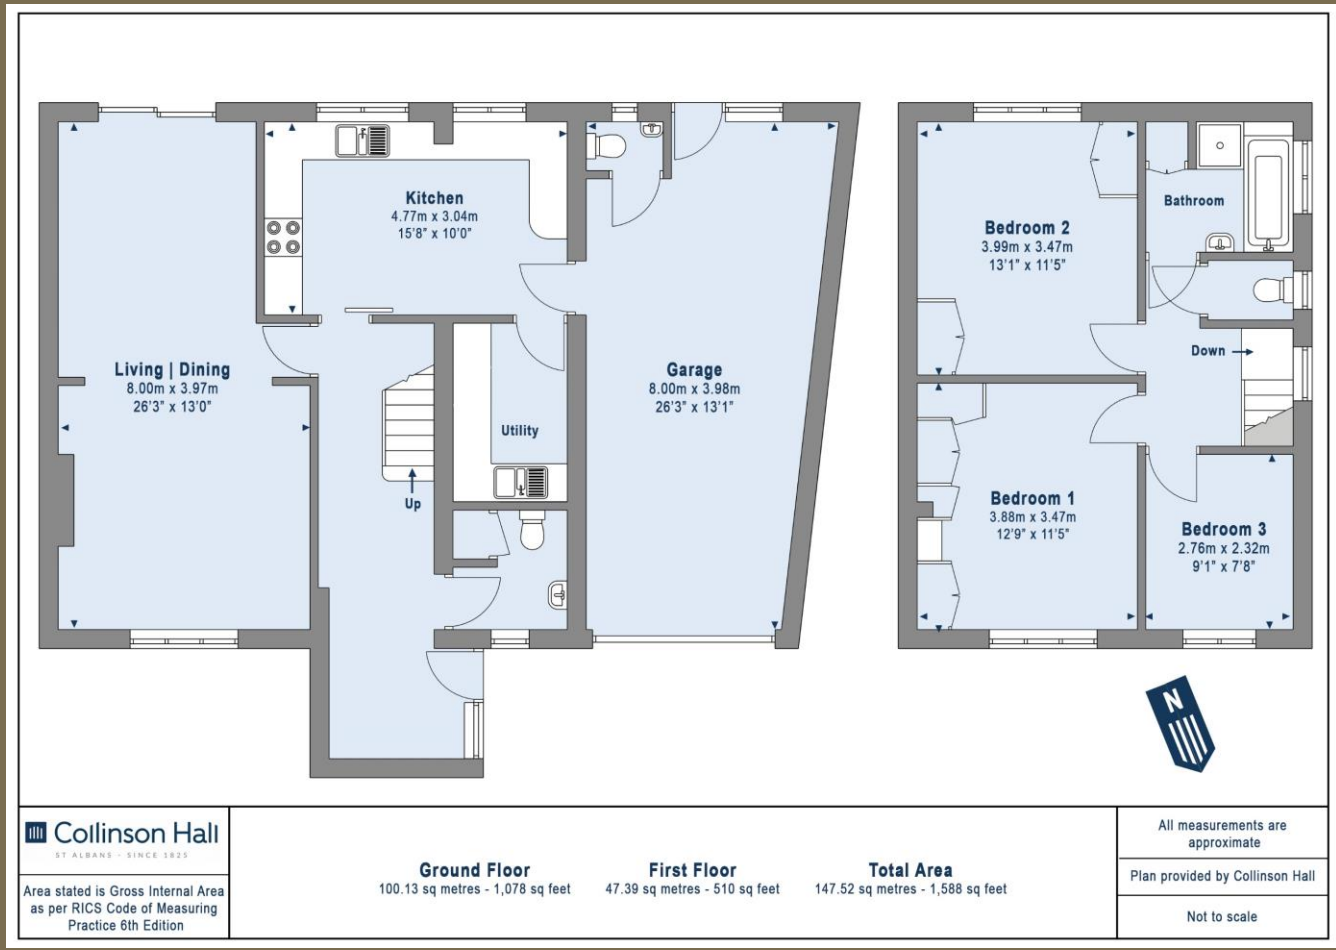 Kitchen
4.77m x 3.04m
15'8" x 10'0"
Living | Dining
8.00m x 3.97m
26'3" x 13'0"
Utility
Up
Garage
8.00m x 3.98m
26'3" x 13'1"
Bedroom 2
3.99m x 3.47m
13'1" x 11'5"
Bathroom
Down
Bedroom 1
3.88m x 3.47m
12'9" x 11'5"
Bedroom 3
2.76m x 2.32m
9'1" x 7'8"
N
Collinson Hall
ST ALBANS - SINCE 1825
Area stated is Gross Internal Area
as per RICS Code of Measuring
Practice 6th Edition
Ground Floor
100.13 sq metres - 1,078 sq feet
First Floor
47.39 sq metres - 510 sq feet
Total Area
147.52 sq metres - 1,588 sq feet
All measurements are
approximate
Plan provided by Collinson Hall
Not to scale